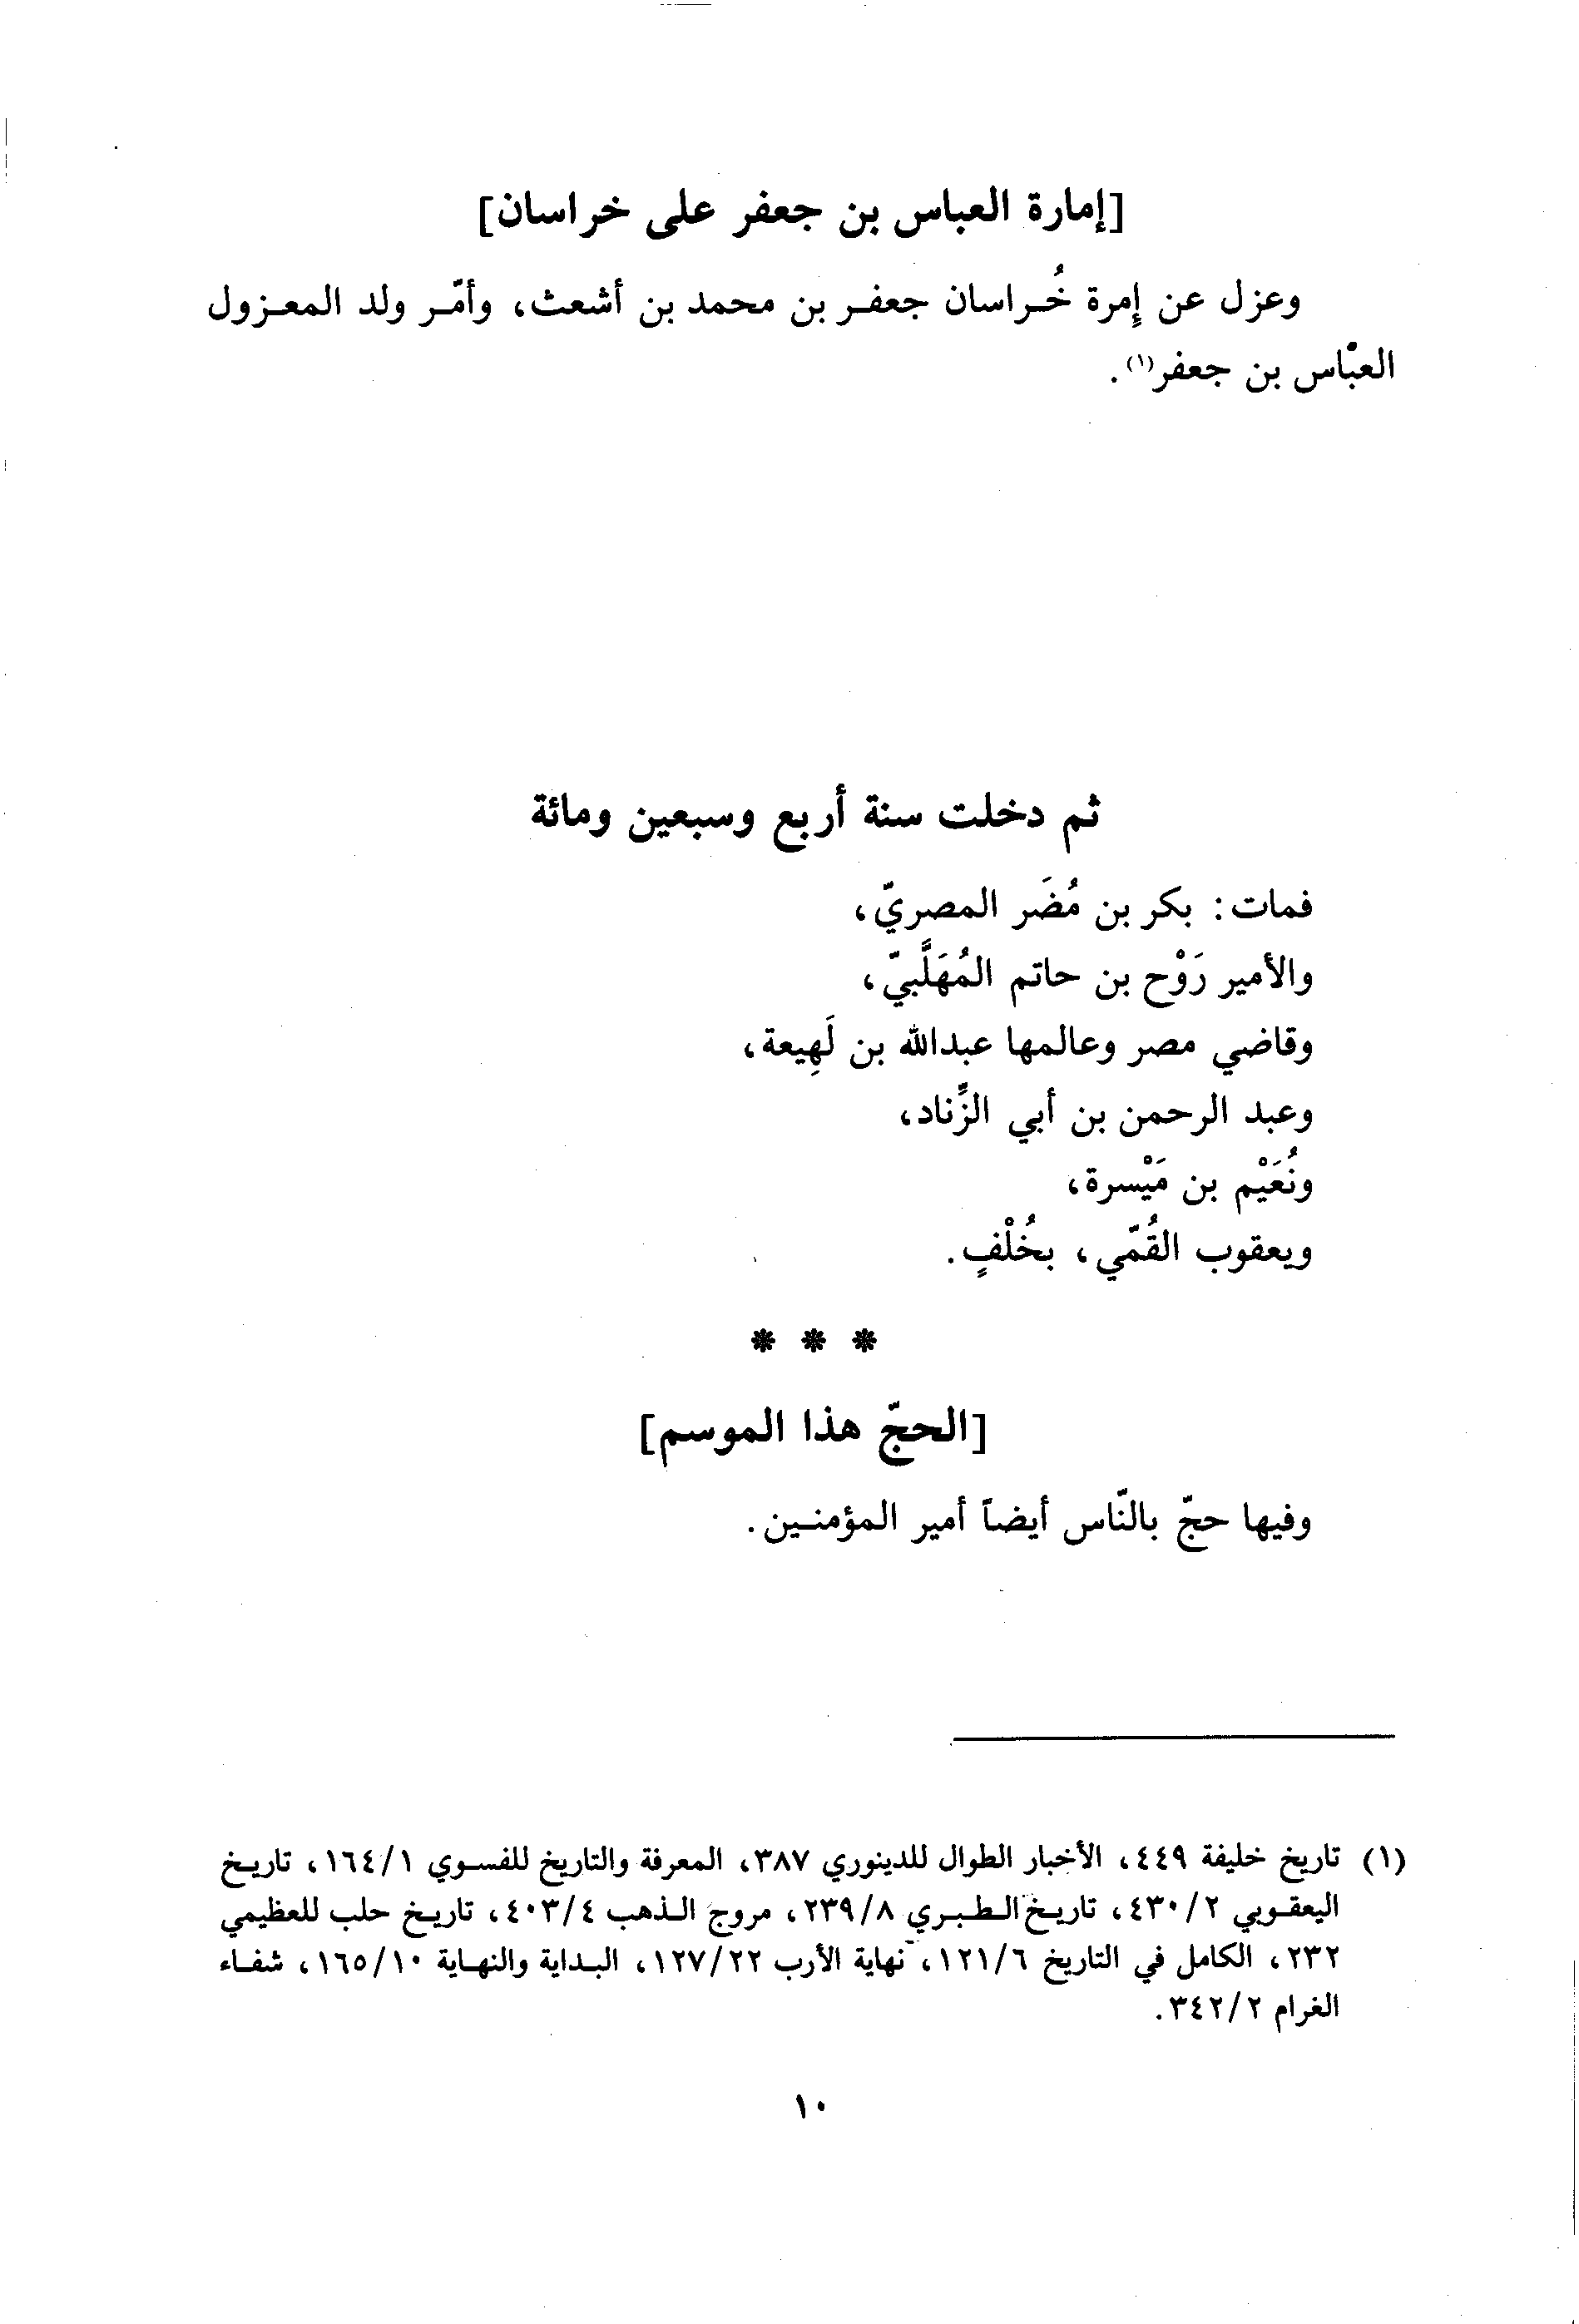 [إمارة العباس بن جعفر على خراسان]
وعزل عن إِمرة خُراسان جعفر بن محمد بن أشعث، وأمّر ولد المعزول
العبّاس بن جعفر(١).
ثم دخلت سنة أربع وسبعين ومائة
فمات: بكر بن مُضَر المصريّ،
والأمير رَوْح بن حاتم المُهَلَّبيّ،
وقاضي مصر وعالمها عبدالله بن لَهِيعة،
وعبد الرحمن بن أبي الزِّناد،
ونُعَيْم بن مَيْسرة،
ويعقوب القُمّي، بخُلْفٍ.
* * *
[الحجّ هذا الموسم]
وفيها حجّ بالنّاس أيضاً أمير المؤمنين.
(١) تاريخ خليفة ٤٤٩، الأخبار الطوال للدينوري ٣٨٧، المعرفة والتاريخ للفسوي ١/١٦٤، تاريخ
اليعقوبي ٢/٤٣٠، تاريخ الطبري ٨/٢٣٩، مروج الذهب ٤/٤٠٣، تاريخ حلب للعظيمي
٢٣٢، الكامل في التاريخ ٦/١٢١، نهاية الأرب ٢٢/١٢٧، البداية والنهاية ١٠/١٦٥، شفاء
الغرام ٢/٣٤٢.
١٠